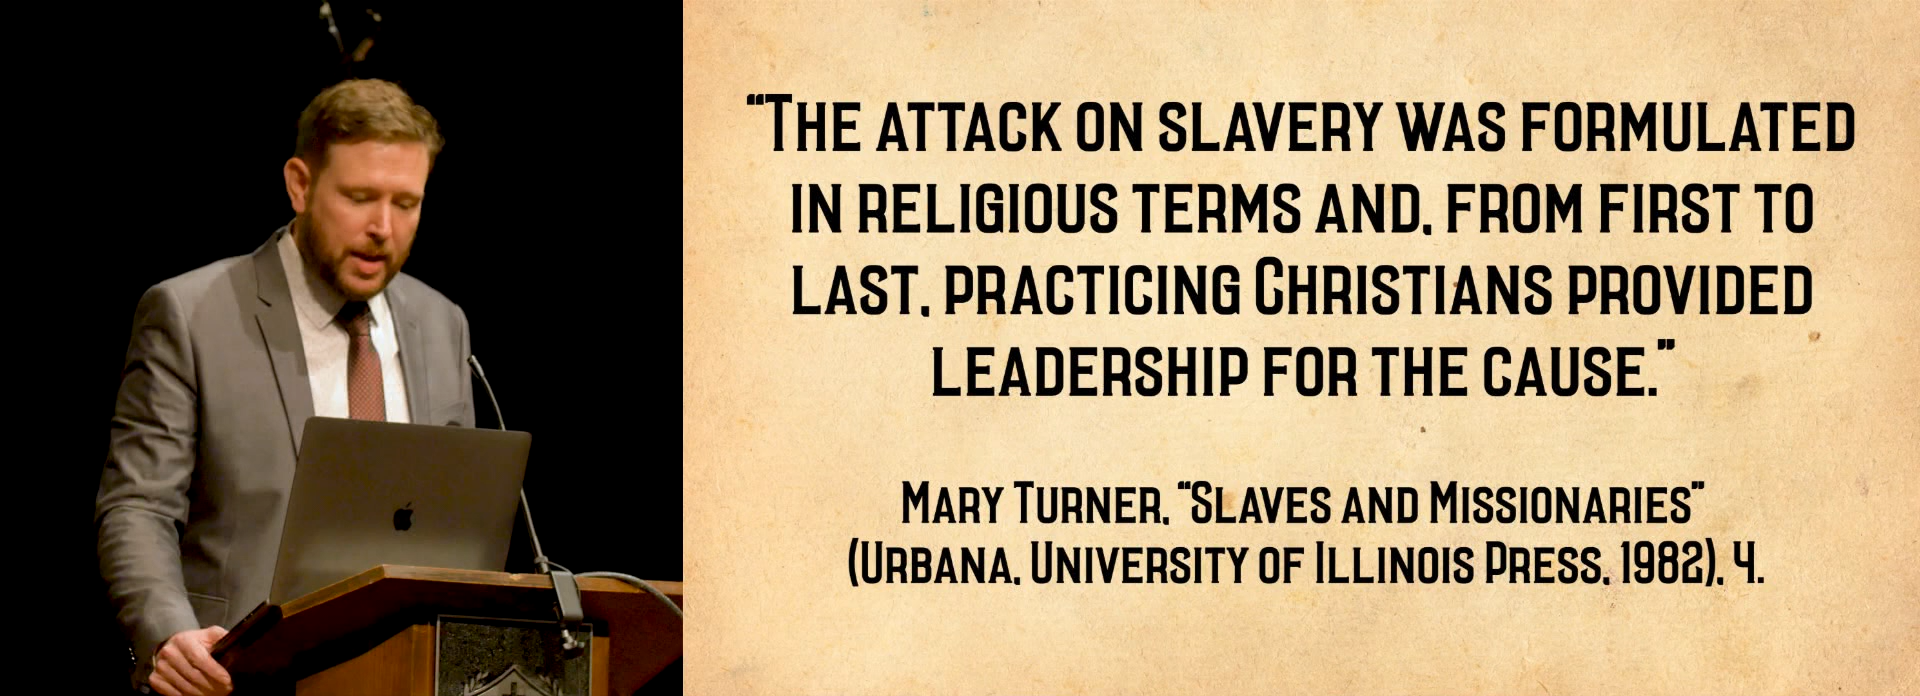 “The attack on slavery was formulated
in religious terms and, from first to
last, practicing Christians provided
leadership for the cause.”
Mary Turner, “Slaves and Missionaries”
(Urbana, University of Illinois Press, 1982), 4.